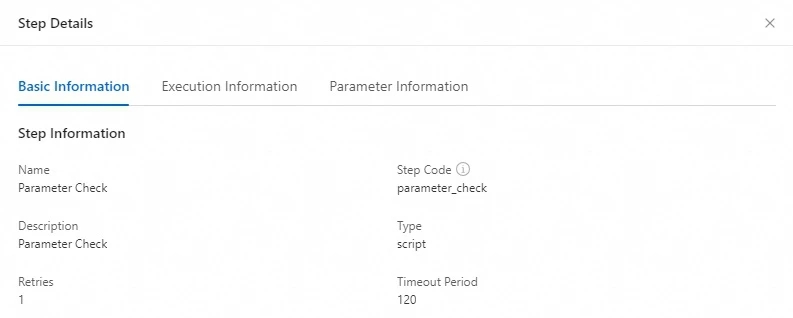 Step Details
Basic Information Execution Information Parameter Information
Step Information
Name Step Code
Parameter Check parameter_check
Description Type
Parameter Check script
Retries Timeout Period
1 120